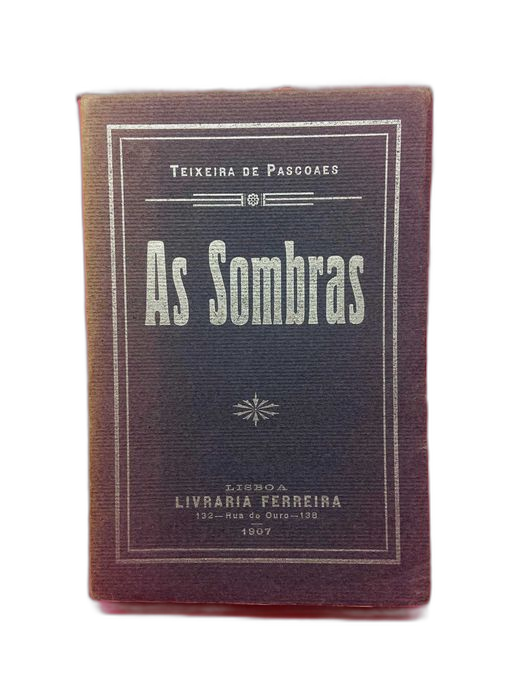 TEIXEIRA DE PASCOAES
As Sombras
LISBOA
LIVRARIA FERREIRA
132—Rua do Ouro—138
1907